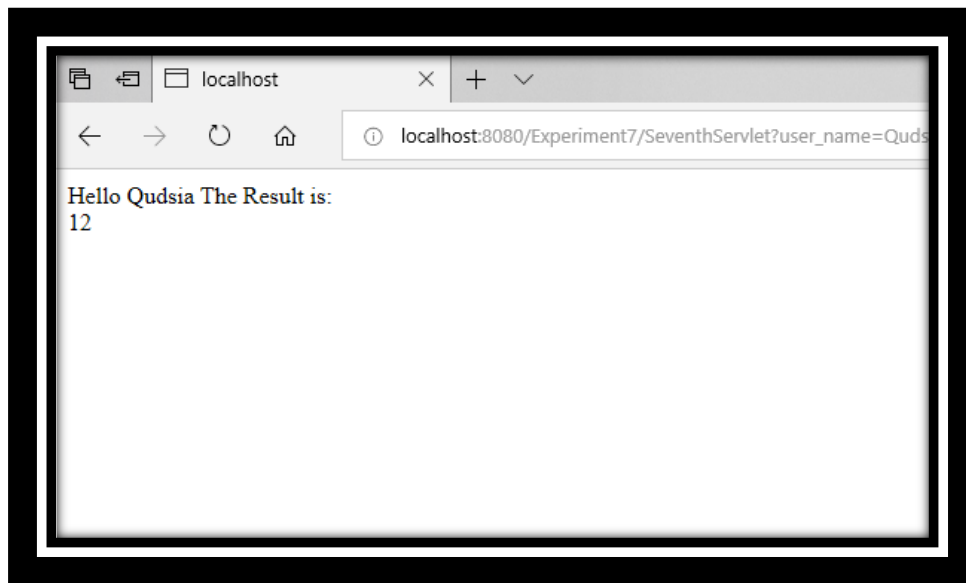 localhost
localhost:8080/Experiment7/SeventhServlet?user_name=Quds
Hello Qudsia The Result is:
12